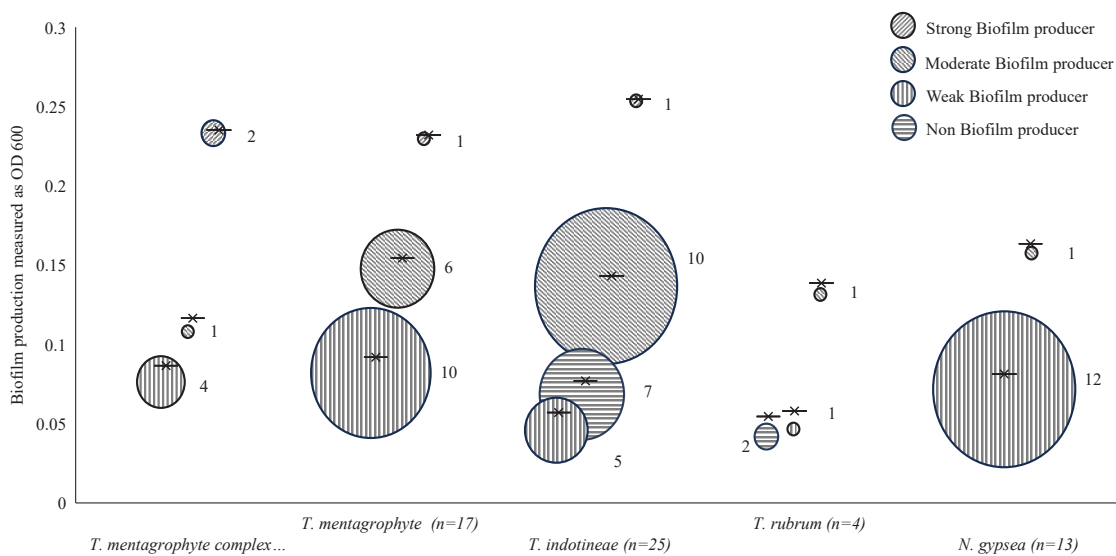 0.3
0.25
0.2
0.15
0.1
0.05
0
Biofilm production measured as OD 600
Strong Biofilm producer
Moderate Biofilm producer
Weak Biofilm producer
Non Biofilm producer
2
1
4
1
6
10
1
10
7
5
1
1
2
1
12
T. mentagrophyte complex...
T. mentagrophyte (n=17)
T. indotineae (n=25)
T. rubrum (n=4)
N. gypsea (n=13)